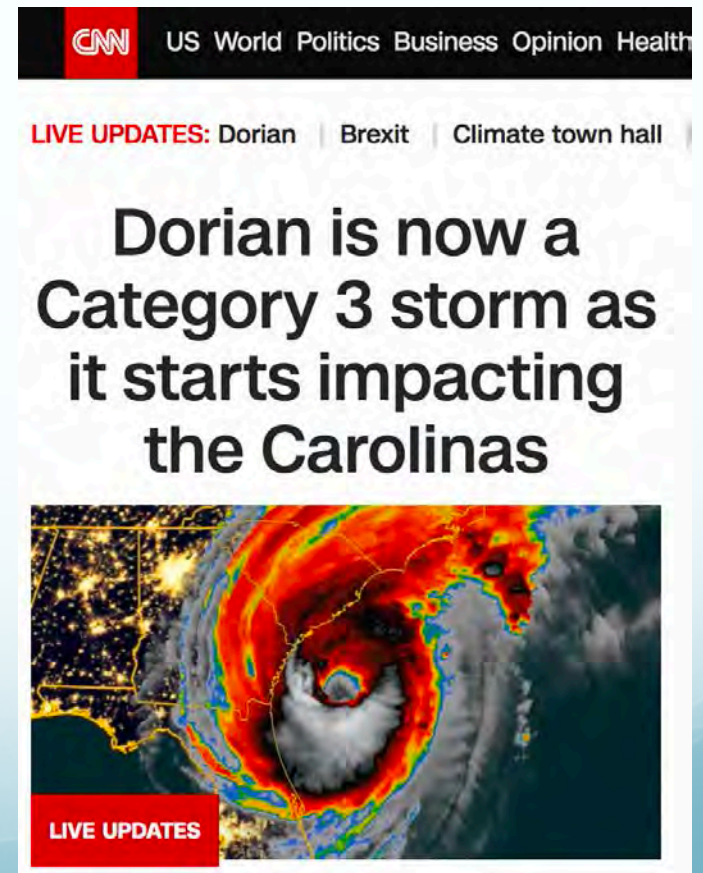 CNN US World Politics Business Opinion Health
LIVE UPDATES: Dorian | Brexit | Climate town hall
Dorian is now a
Category 3 storm as
it starts impacting
the Carolinas
LIVE UPDATES